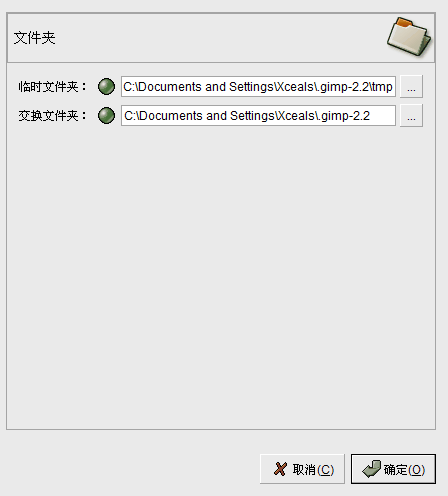 文件夹
临时文件夹： C:\Documents and Settings\Xceals\.gimp-2.2\tmp ...
交换文件夹： C:\Documents and Settings\Xceals\.gimp-2.2 ...
取消(C) 确定(O)